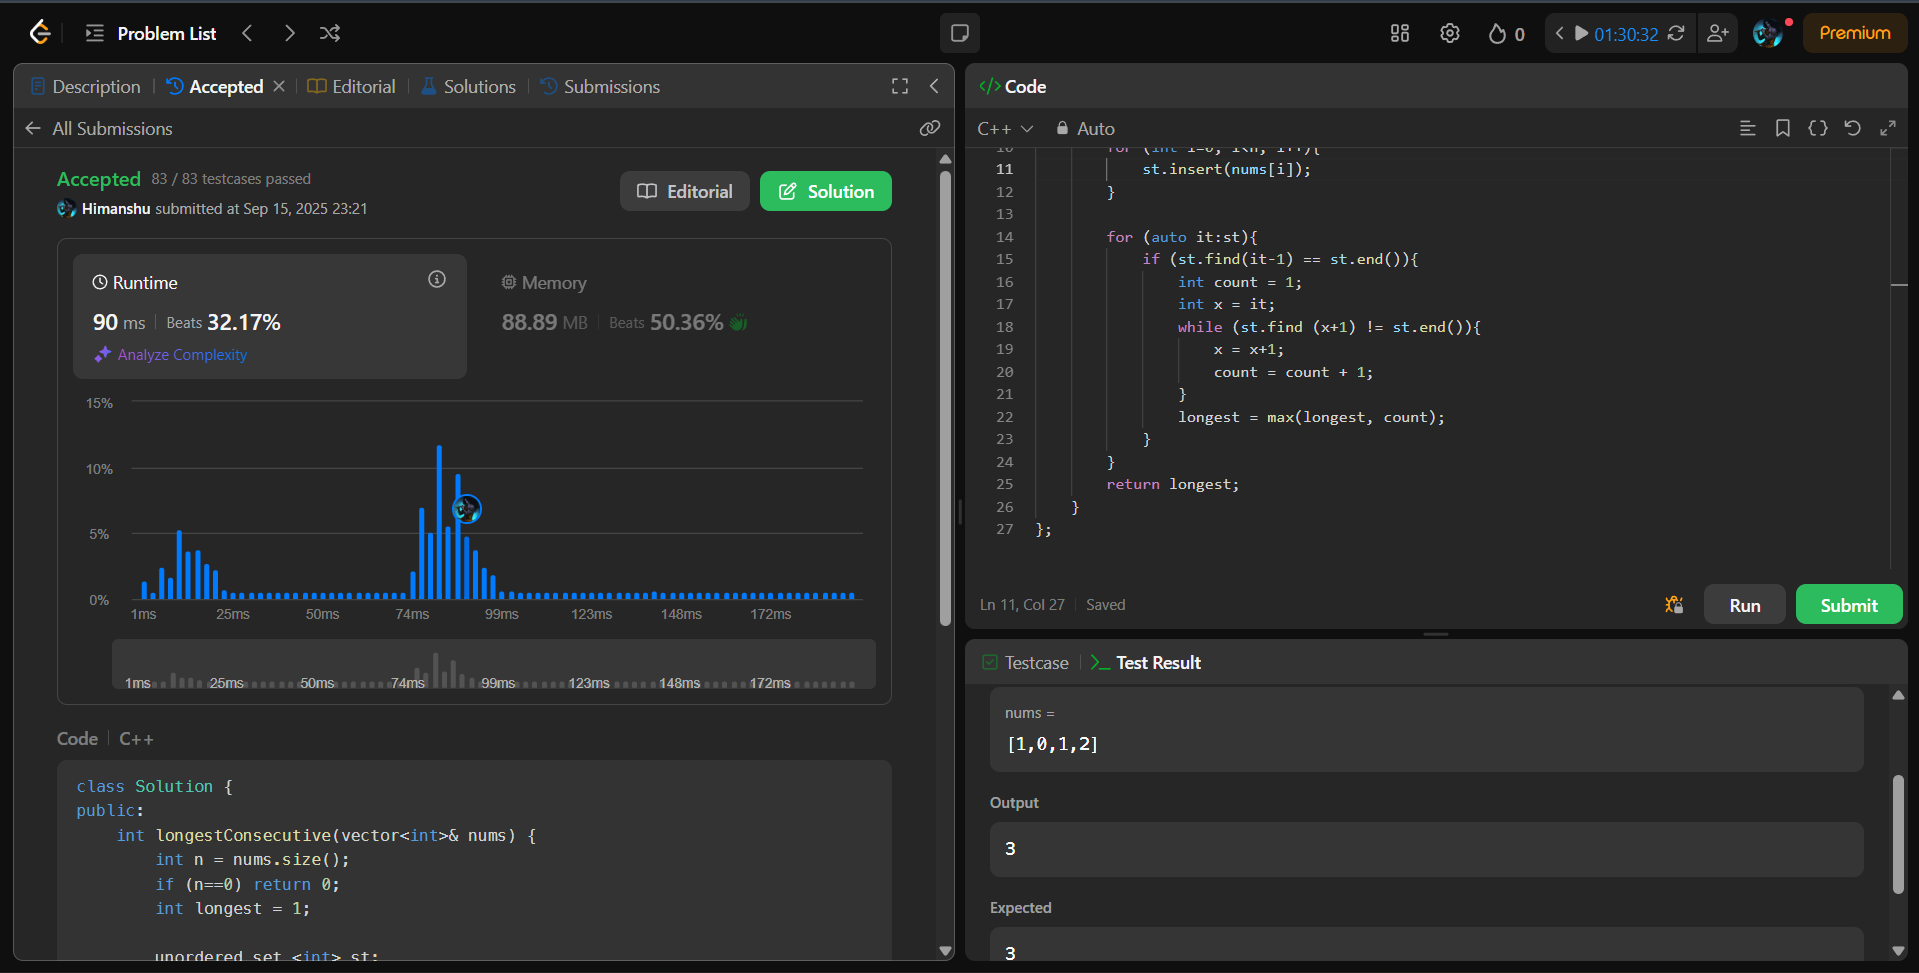 Problem List
0
01:30:32
Premium
Description
Accepted
Editorial
Solutions
Submissions
All Submissions
Accepted 83 / 83 testcases passed
Himanshu submitted at Sep 15, 2025 23:21
Editorial
Solution
Runtime
90 ms Beats 32.17%
Analyze Complexity
Memory
88.89 MB Beats 50.36%
15%
10%
5%
0%
1ms 25ms 50ms 74ms 99ms 123ms 148ms 172ms
1ms 25ms 50ms 74ms 99ms 123ms 148ms 172ms
Code C++
class Solution {
public:
    int longestConsecutive(vector<int>& nums) {
        int n = nums.size();
        if (n==0) return 0;
        int longest = 1;
        unordered_set <int> st;
</> Code
C++ Auto
10 for (int i=0; i<n; i++){
11 st.insert(nums[i]);
12 }
13
14 for (auto it:st){
15 if (st.find(it-1) == st.end()){
16 int count = 1;
17 int x = it;
18 while (st.find (x+1) != st.end()){
19 x = x+1;
20 count = count + 1;
21 }
22 longest = max(longest, count);
23 }
24 }
25 return longest;
26 }
27 };
Ln 11, Col 27 Saved
Run
Submit
Testcase
Test Result
nums =
[1,0,1,2]
Output
3
Expected
3